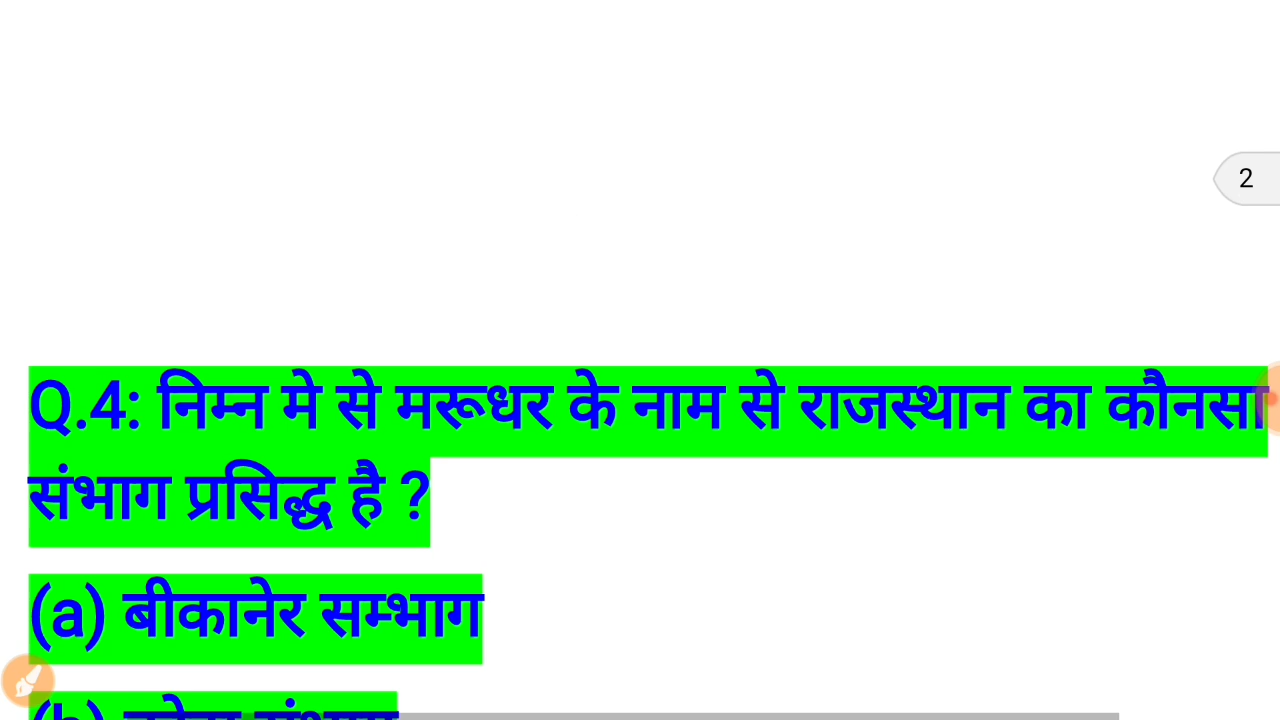 2
Q.4: निम्न मे से मरूधर के नाम से राजस्थान का कौनसा
संभाग प्रसिद्ध है ?
(a) बीकानेर सम्भाग
(b)